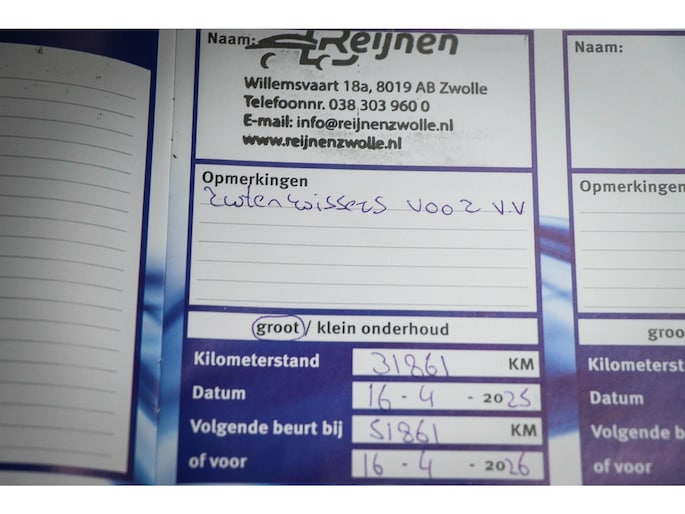 Naam: Reijnen
Willemsvaart 18a, 8019 AB Zwolle
Telefoonnr. 038 303 960 0
E-mail: info@reijnenzwolle.nl
www.reijnenzwolle.nl
Opmerkingen
ruitenwissers voor v.v
groot / klein onderhoud
Kilometerstand 31861 KM
Datum 16 - 4 - 2025
Volgende beurt bij 51861 KM
of voor 16 - 4 - 2026
Naam:
Opmerkingen
groo
Kilometerst
Datum
Volgende b
of voor